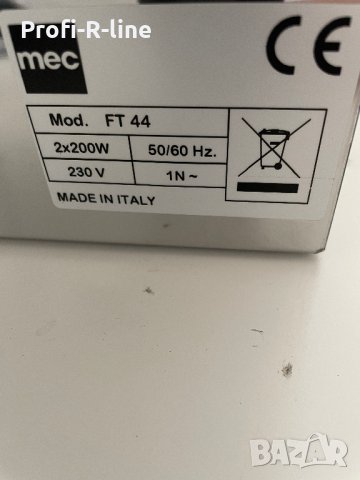 Profi-R-line
mec
CE
Mod. FT 44
2x200W 50/60 Hz.
230 V 1N~
MADE IN ITALY
BAZAR